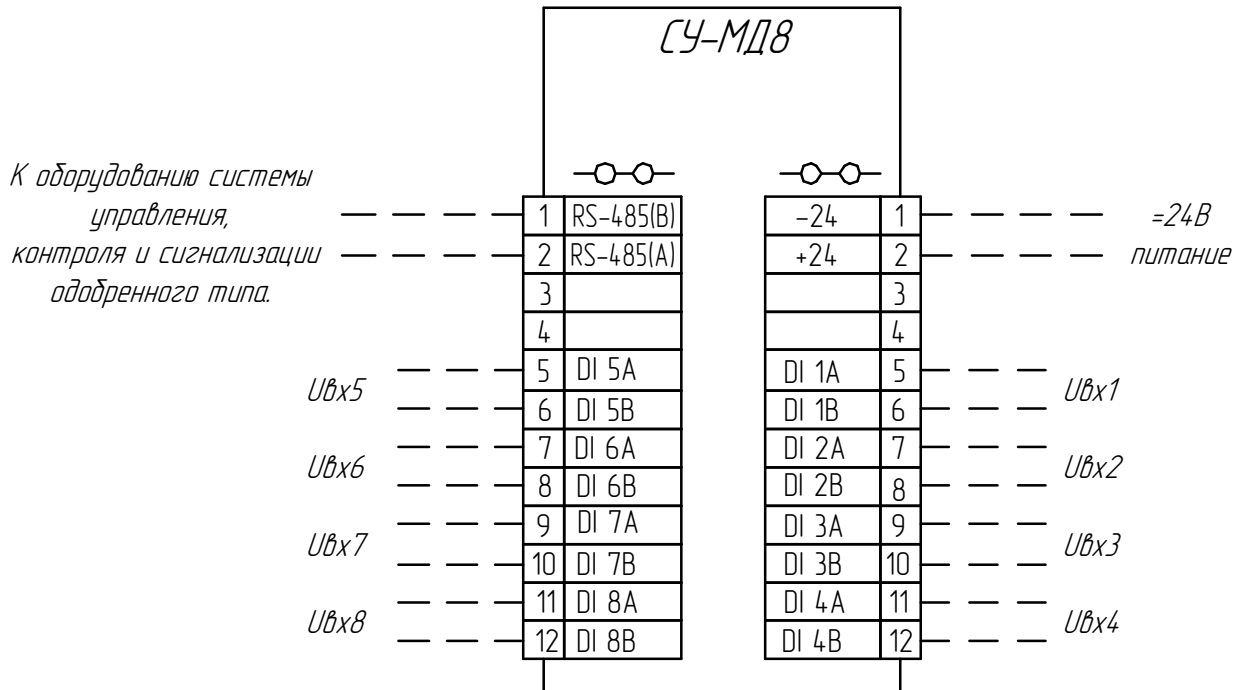 СУ-МД8
К оборудованию системы
управления,
контроля и сигнализации
одобренного типа.
1 RS-485(B)
2 RS-485(A)
3
4
5 DI 5A
6 DI 5B
7 DI 6A
8 DI 6B
9 DI 7A
10 DI 7B
11 DI 8A
12 DI 8B
Uвх5
Uвх6
Uвх7
Uвх8
-24 1
+24 2
3
4
DI 1A 5
DI 1B 6
DI 2A 7
DI 2B 8
DI 3A 9
DI 3B 10
DI 4A 11
DI 4B 12
=24В
питание
Uвх1
Uвх2
Uвх3
Uвх4